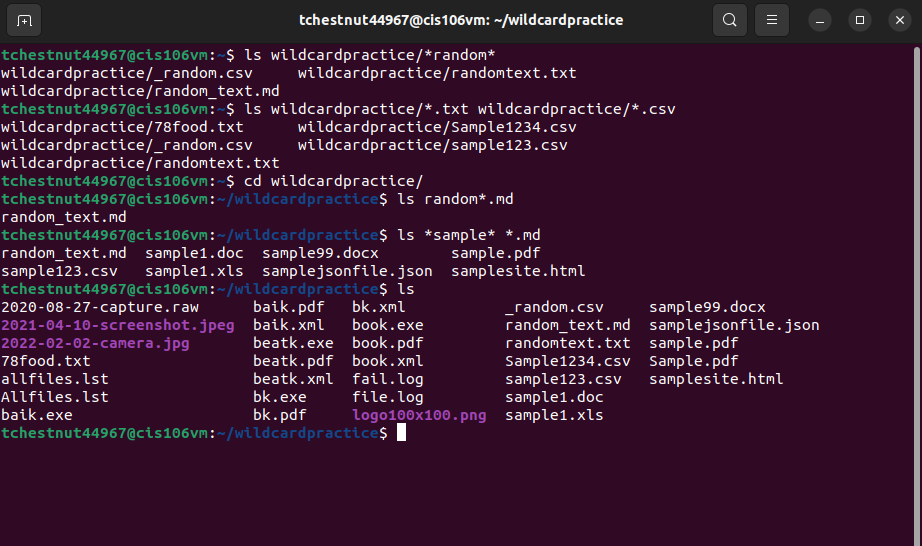 tchestnut44967@cis106vm: ~/wildcardpractice
tchestnut44967@cis106vm:~$ ls wildcardpractice/*random*
wildcardpractice/_random.csv     wildcardpractice/randomtext.txt
wildcardpractice/random_text.md
tchestnut44967@cis106vm:~$ ls wildcardpractice/*.txt wildcardpractice/*.csv
wildcardpractice/78food.txt      wildcardpractice/Sample1234.csv
wildcardpractice/_random.csv     wildcardpractice/sample123.csv
wildcardpractice/randomtext.txt
tchestnut44967@cis106vm:~$ cd wildcardpractice/
tchestnut44967@cis106vm:~/wildcardpractice$ ls random*.md
random_text.md
tchestnut44967@cis106vm:~/wildcardpractice$ ls *sample* *.md
random_text.md  sample1.doc  sample99.docx        sample.pdf
sample123.csv   sample1.xls  samplejsonfile.json  samplesite.html
tchestnut44967@cis106vm:~/wildcardpractice$ ls
2020-08-27-capture.raw      baik.pdf   bk.xml           _random.csv     sample99.docx
2021-04-10-screenshot.jpeg  baik.xml   book.exe         random_text.md  samplejsonfile.json
2022-02-02-camera.jpg       beatk.exe  book.pdf         randomtext.txt  sample.pdf
78food.txt                  beatk.pdf  book.xml         Sample1234.csv  Sample.pdf
allfiles.lst                beatk.xml  fail.log         sample123.csv   samplesite.html
Allfiles.lst                bk.exe     file.log         sample1.doc
baik.exe                    bk.pdf     logo100x100.png  sample1.xls
tchestnut44967@cis106vm:~/wildcardpractice$